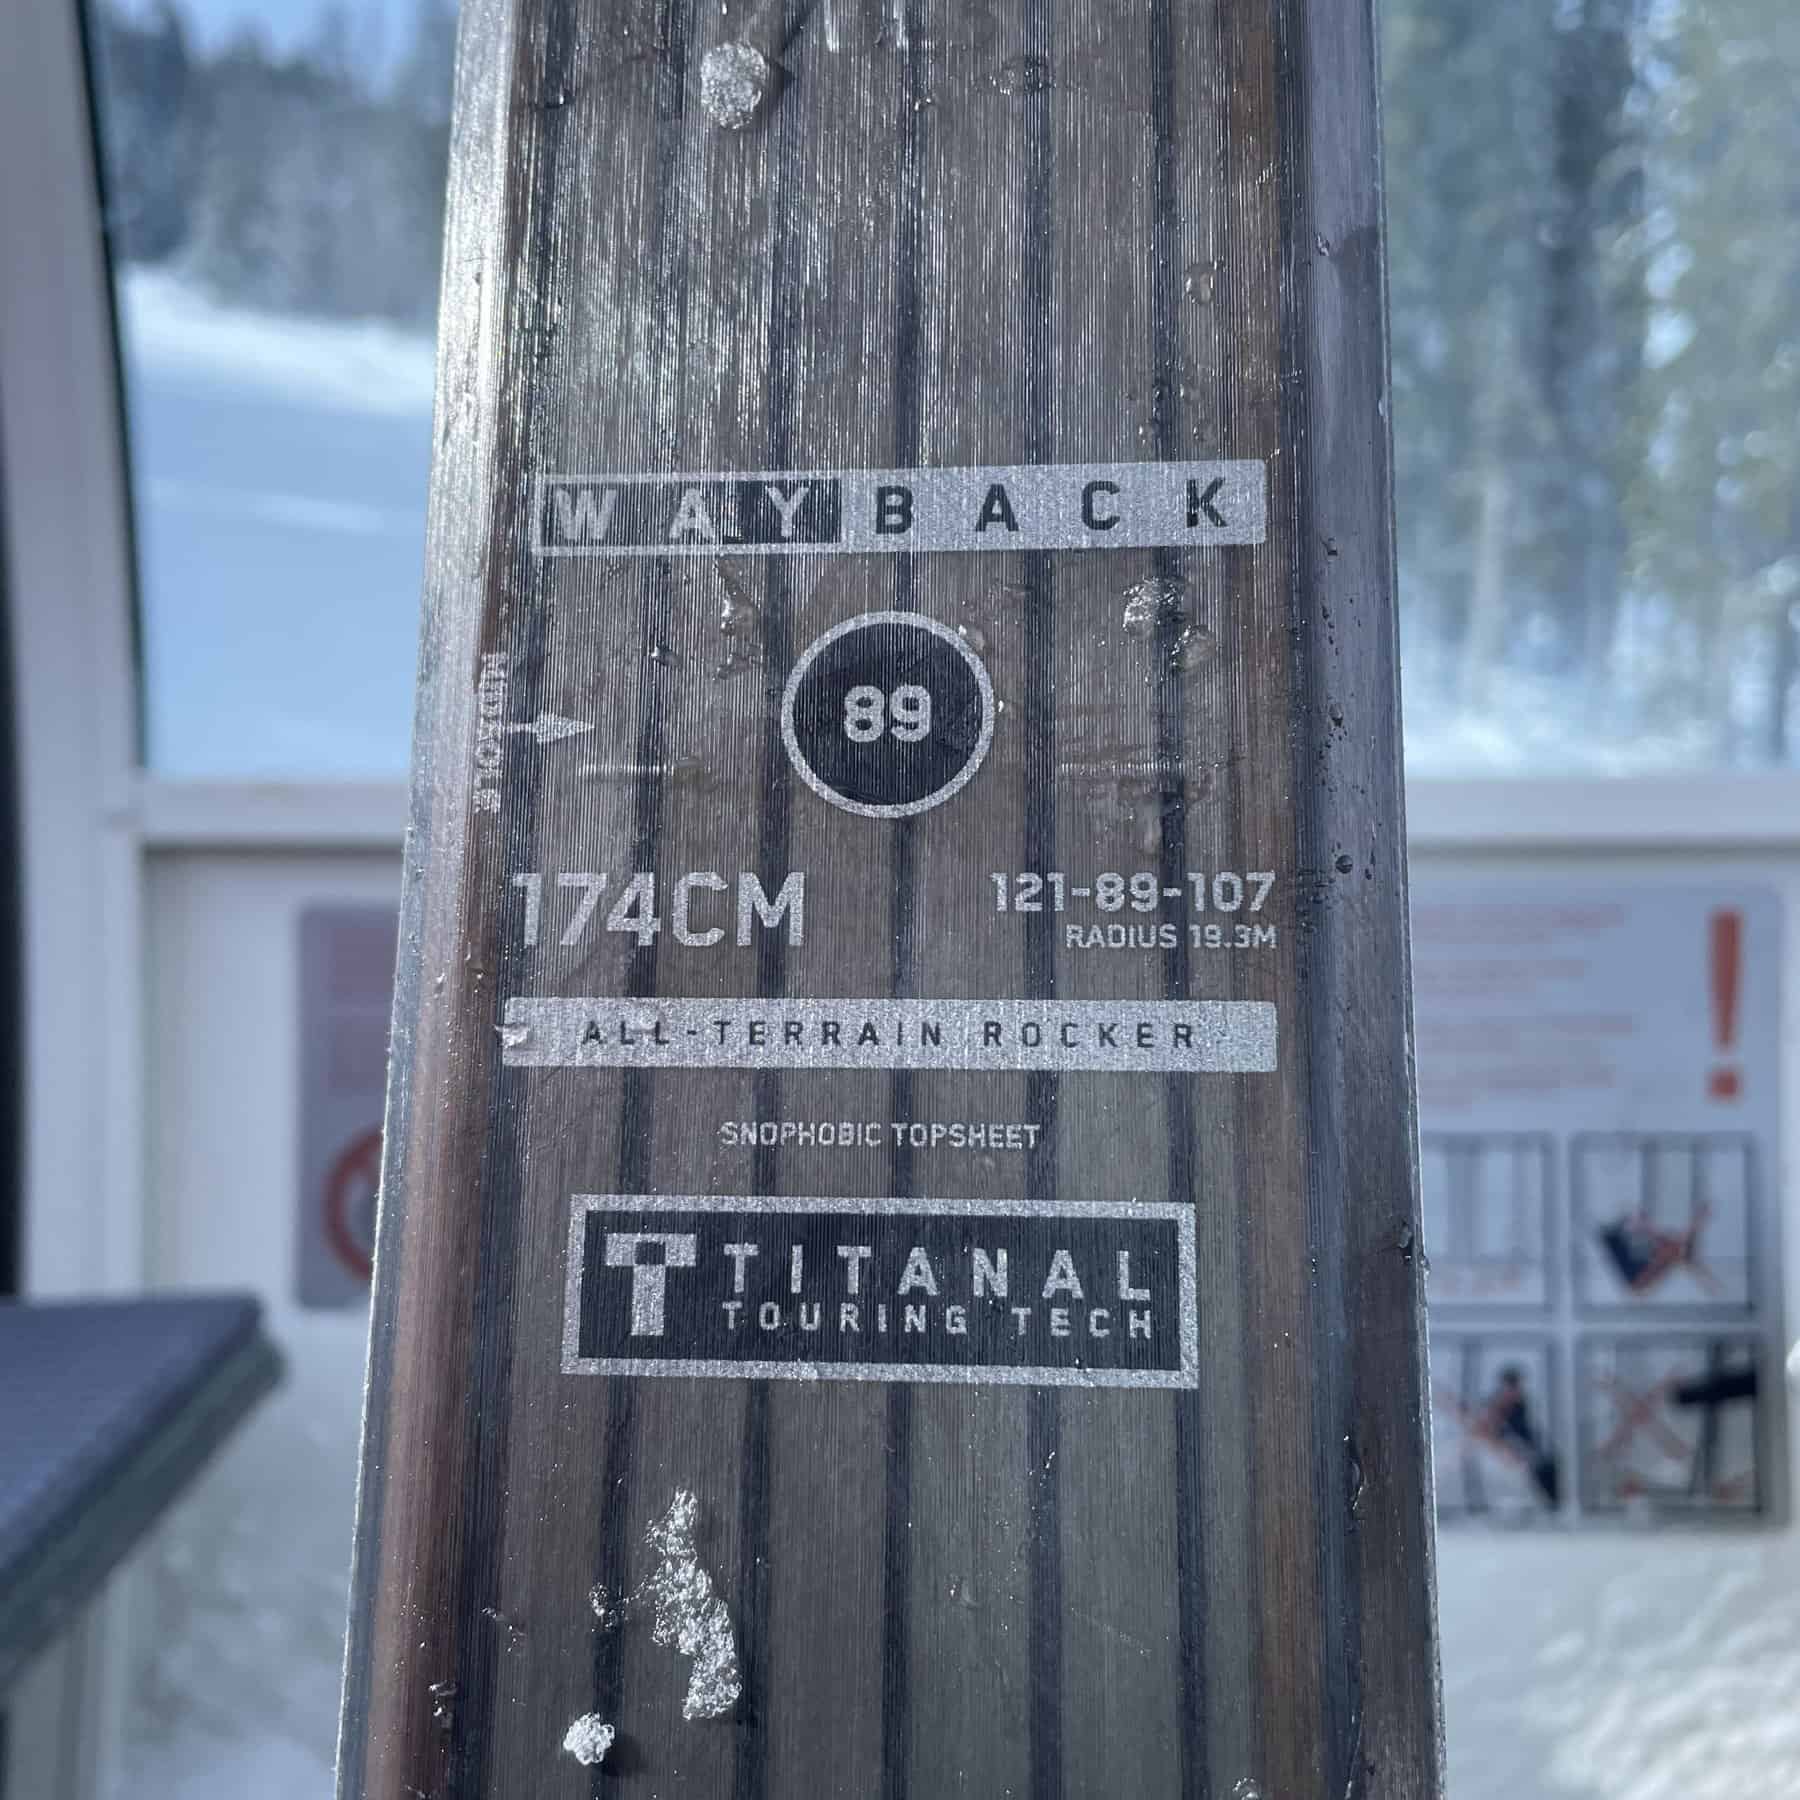 WAYBACK
89
174CM
121-89-107
RADIUS 19.3M
ALL-TERRAIN ROCKER
SNOPHOBIC TOPSHEET
T TITANAL
TOURING TECH